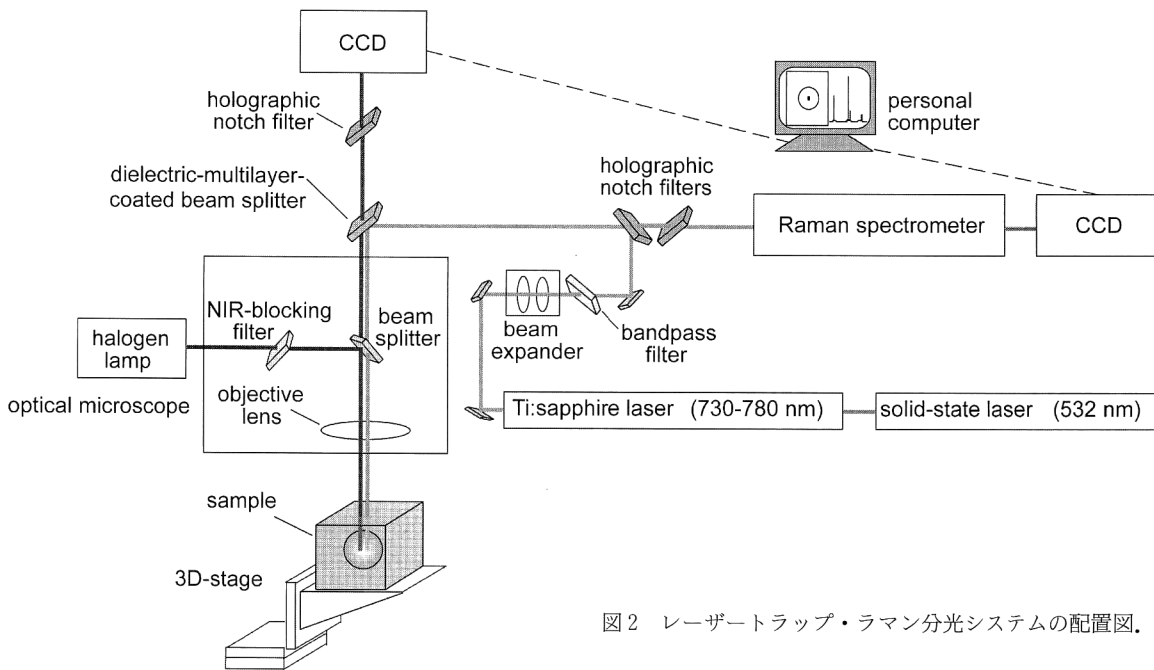 CCD
holographic
notch filter
personal
computer
holographic
notch filters
dielectric-multilayer-
coated beam splitter
Raman spectrometer
CCD
NIR-blocking
filter
beam
splitter
beam
expander
bandpass
filter
halogen
lamp
optical microscope
objective
lens
Ti:sapphire laser (730-780 nm)
solid-state laser (532 nm)
sample
3D-stage
図2 レーザートラップ・ラマン分光システムの配置図.